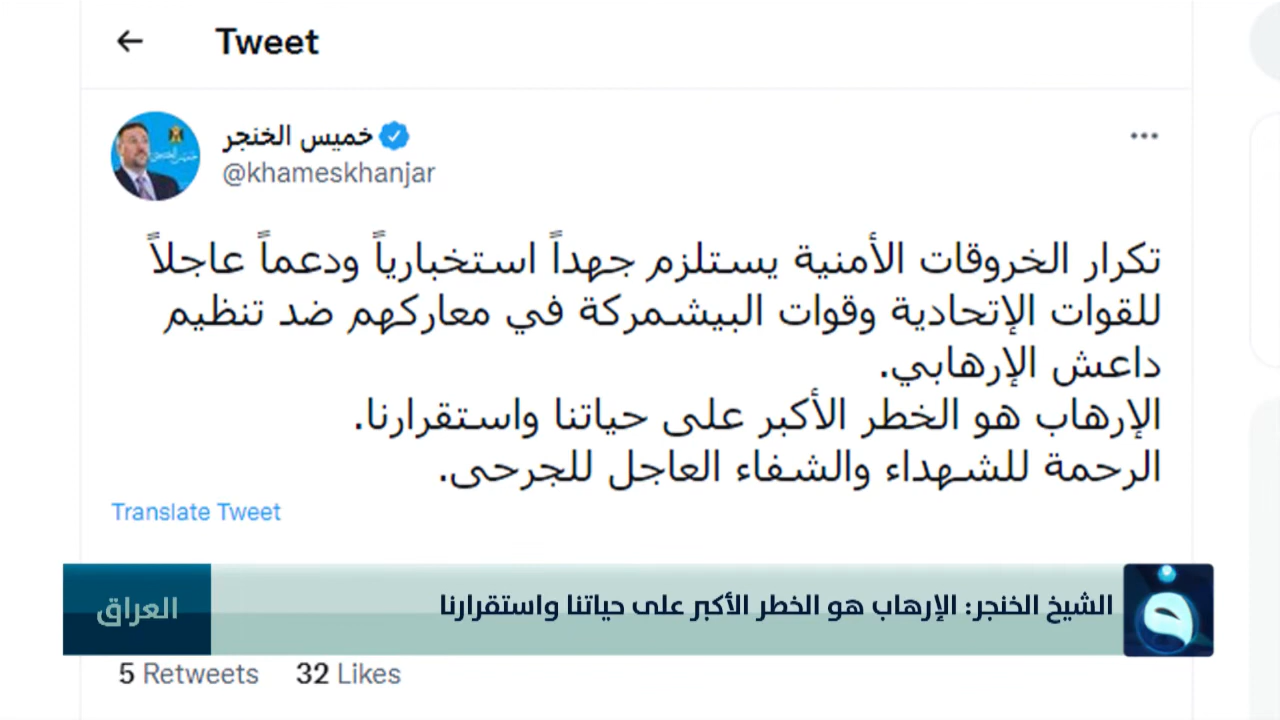 Tweet
خميس الخنجر
@khameskhanjar
تكرار الخروقات الأمنية يستلزم جهداً استخبارياً ودعماً عاجلاً
للقوات الإتحادية وقوات البيشمركة في معاركهم ضد تنظيم
داعش الإرهابي.
الإرهاب هو الخطر الأكبر على حياتنا واستقرارنا.
الرحمة للشهداء والشفاء العاجل للجرحى.
Translate Tweet
الشيخ الخنجر: الإرهاب هو الخطر الأكبر على حياتنا واستقرارنا
العراق
5 Retweets 32 Likes